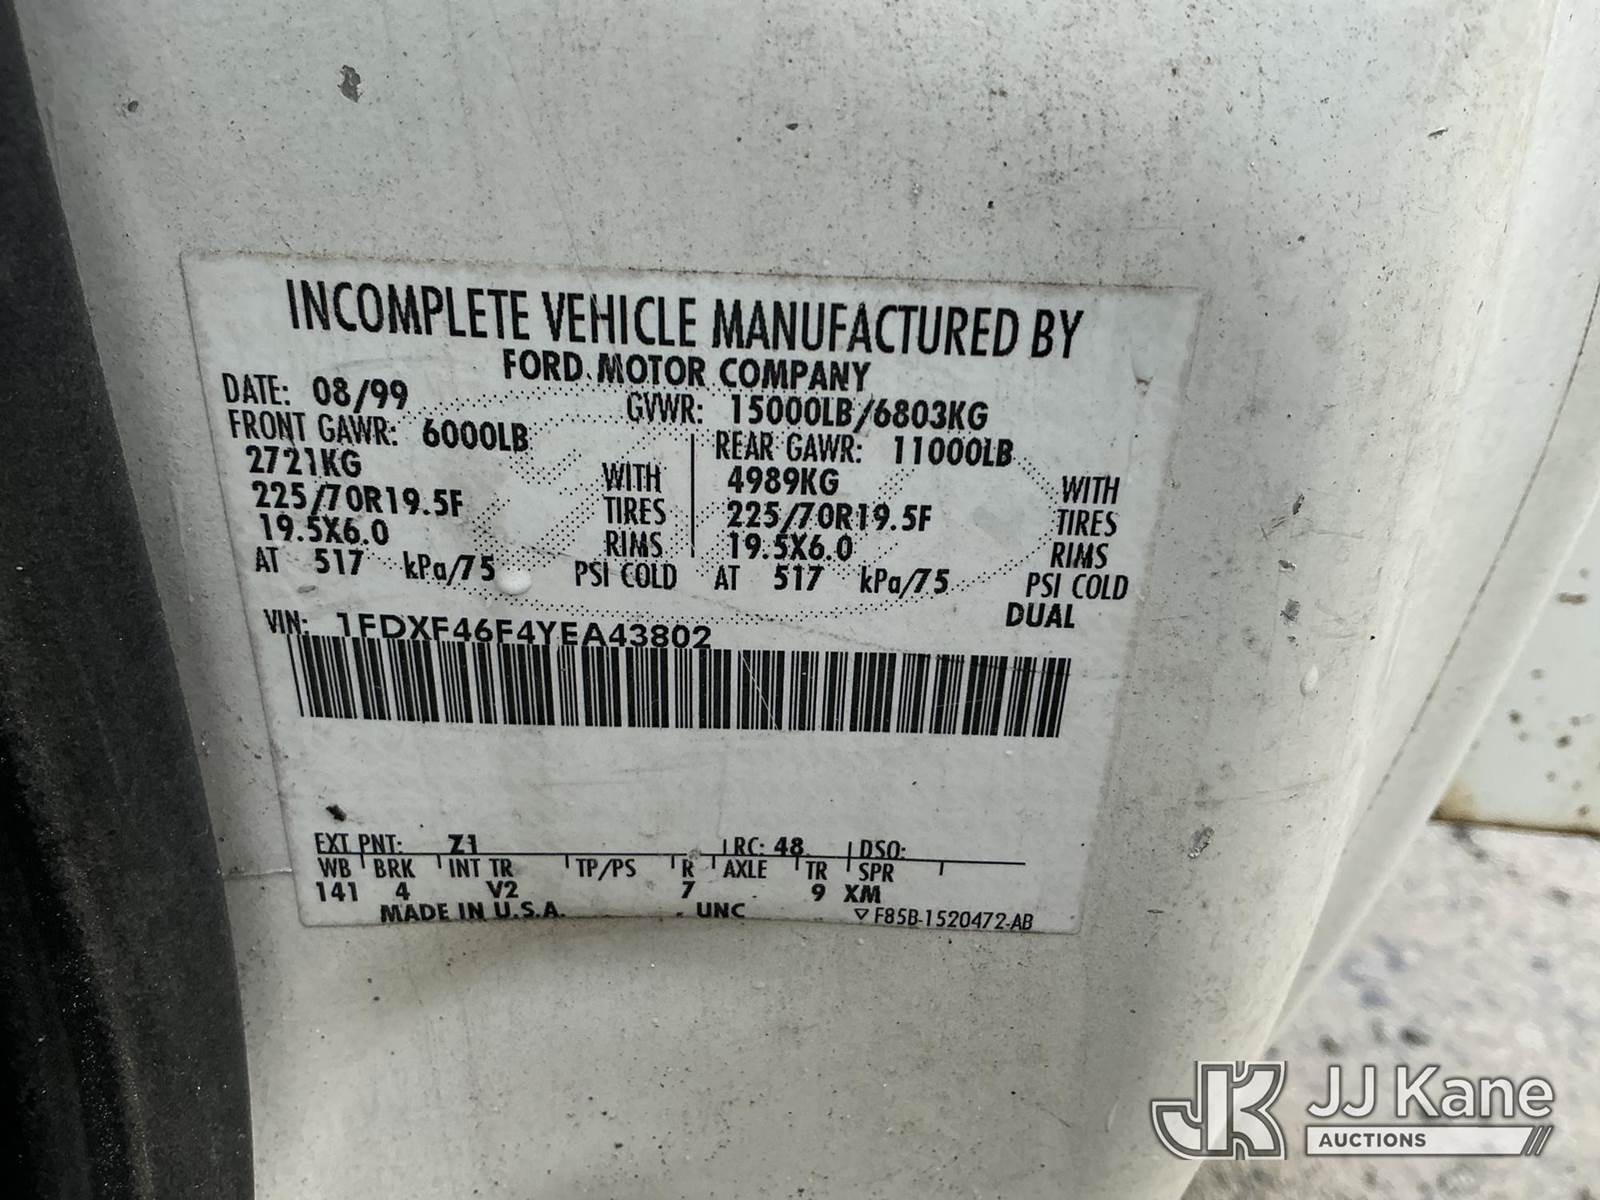 INCOMPLETE VEHICLE MANUFACTURED BY
FORD MOTOR COMPANY
DATE: 08/99 GVWR: 15000LB/6803KG
FRONT GAWR: 6000LB REAR GAWR: 11000LB
2721KG WITH 4989KG WITH
225/70R19.5F TIRES 225/70R19.5F TIRES
19.5X6.0 RIMS 19.5X6.0 RIMS
AT 517 kPa/75 PSI COLD AT 517 kPa/75 PSI COLD
DUAL
VIN: 1FDXF46F4YEA43802
EXT PNT: Z1 RC: 48 DSO:
WB BRK INT TR TP/PS R AXLE TR SPR
141 4 V2 7 9 XM
MADE IN U.S.A. UNC F85B-1520472-AB
JK JJ Kane
AUCTIONS